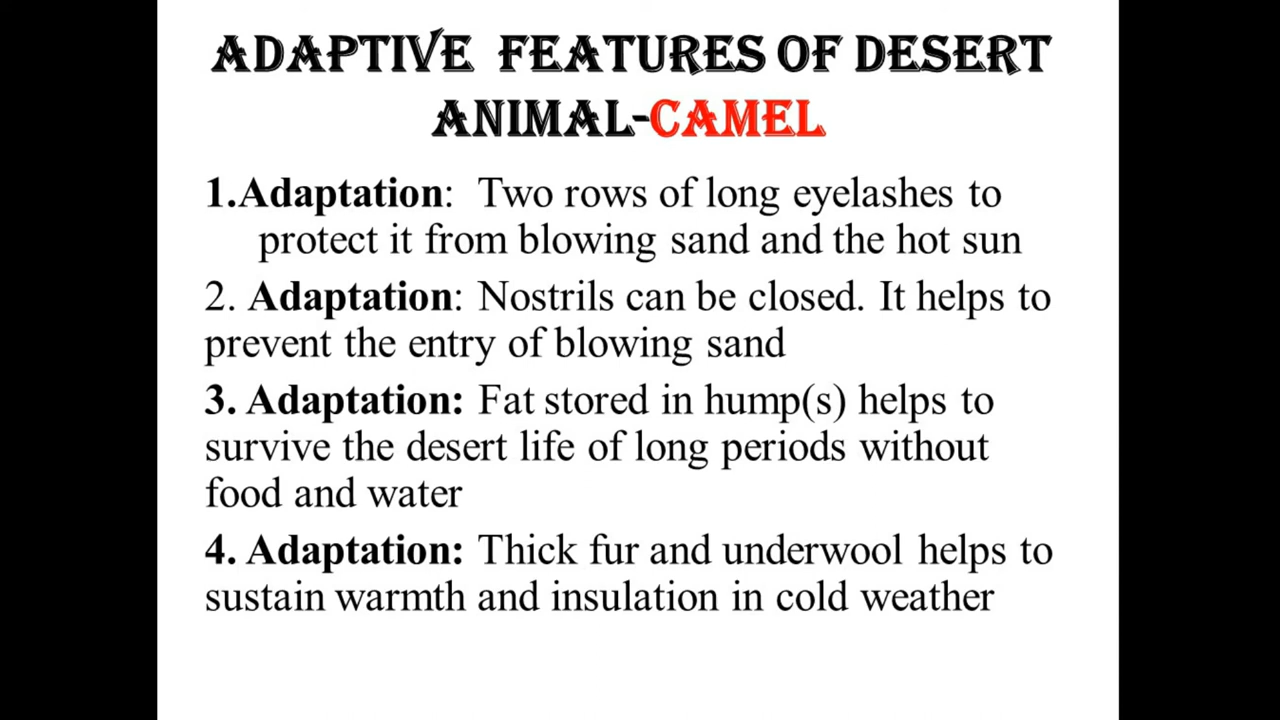 ADAPTIVE FEATURES OF DESERT
ANIMAL-CAMEL
1.Adaptation: Two rows of long eyelashes to
protect it from blowing sand and the hot sun
2. Adaptation: Nostrils can be closed. It helps to
prevent the entry of blowing sand
3. Adaptation: Fat stored in hump(s) helps to
survive the desert life of long periods without
food and water
4. Adaptation: Thick fur and underwool helps to
sustain warmth and insulation in cold weather